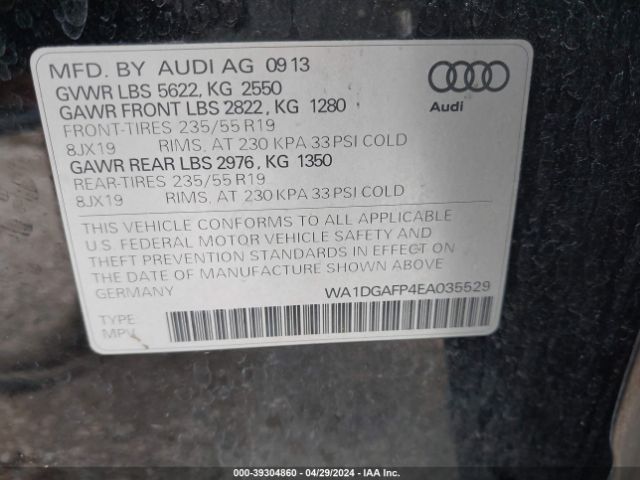 MFD. BY AUDI AG 09 13
GVWR LBS 5622, KG 2550
GAWR FRONT LBS 2822, KG 1280
FRONT-TIRES 235/55 R19
8JX19 RIMS, AT 230 KPA 33 PSI COLD
GAWR REAR LBS 2976, KG 1350
REAR-TIRES 235/55 R19
8JX19 RIMS, AT 230 KPA 33 PSI COLD
Audi
THIS VEHICLE CONFORMS TO ALL APPLICABLE
U.S. FEDERAL MOTOR VEHICLE SAFETY AND
THEFT PREVENTION STANDARDS IN EFFECT ON
THE DATE OF MANUFACTURE SHOWN ABOVE
GERMANY WA1DGAFP4EA035529
TYPE
MPV
000-39304860 - 04/29/2024 - IAA Inc.